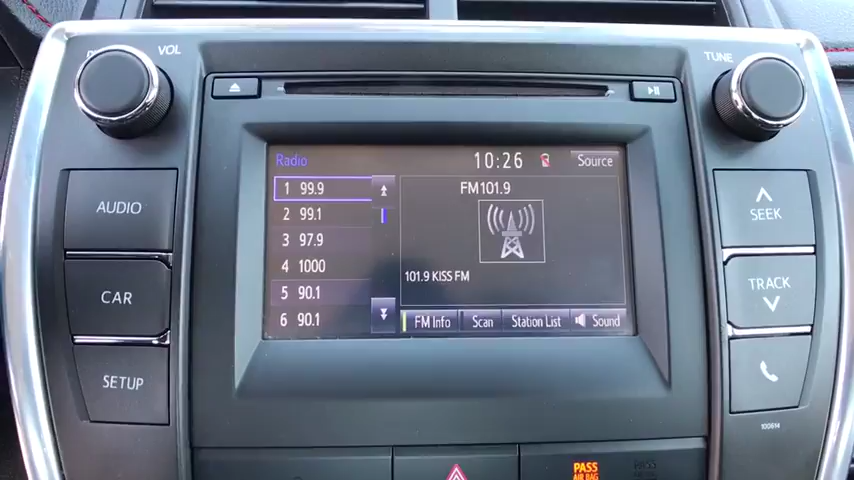 VOL
TUNE
Radio
10:26
Source
1 99.9
2 99.1
3 97.9
4 1000
5 90.1
6 90.1
FM101.9
101.9 KISS FM
FM Info
Scan
Station List
Sound
AUDIO
CAR
SETUP
SEEK
TRACK
100614
PASS
AIR BAG
PASS